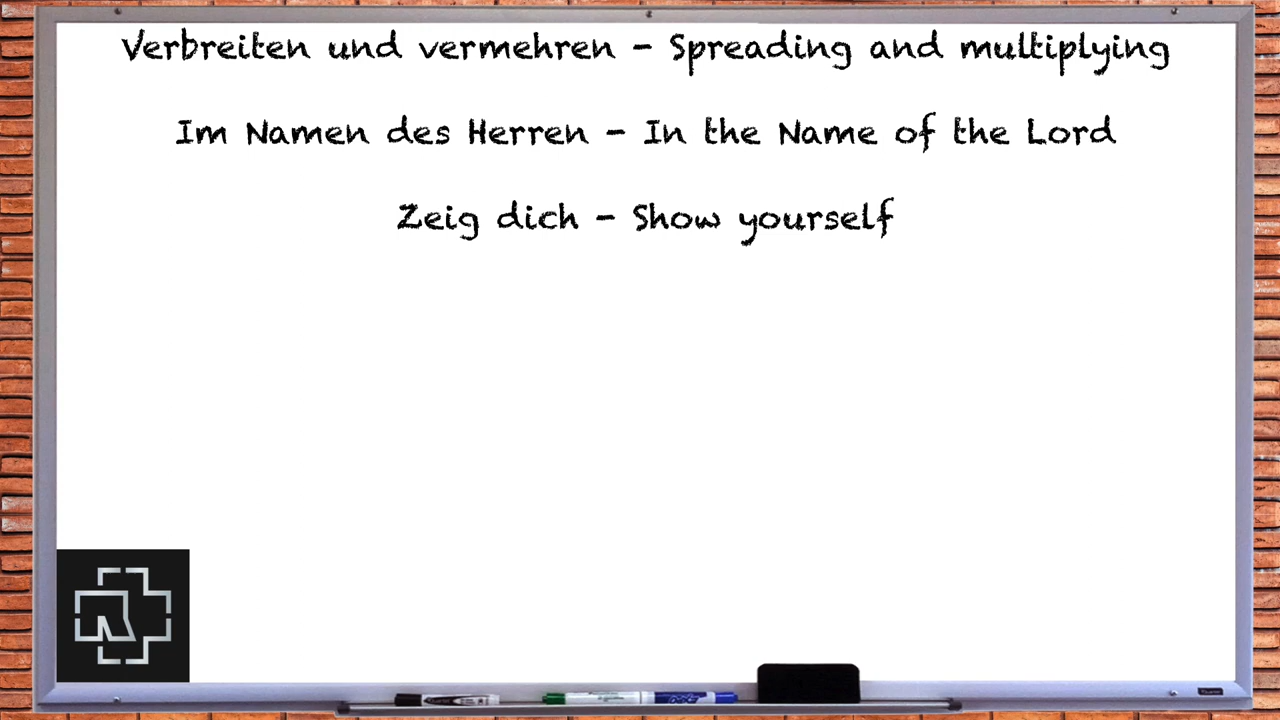 Verbreiten und vermehren - Spreading and multiplying
Im Namen des Herren - In the Name of the Lord
Zeig dich - Show yourself